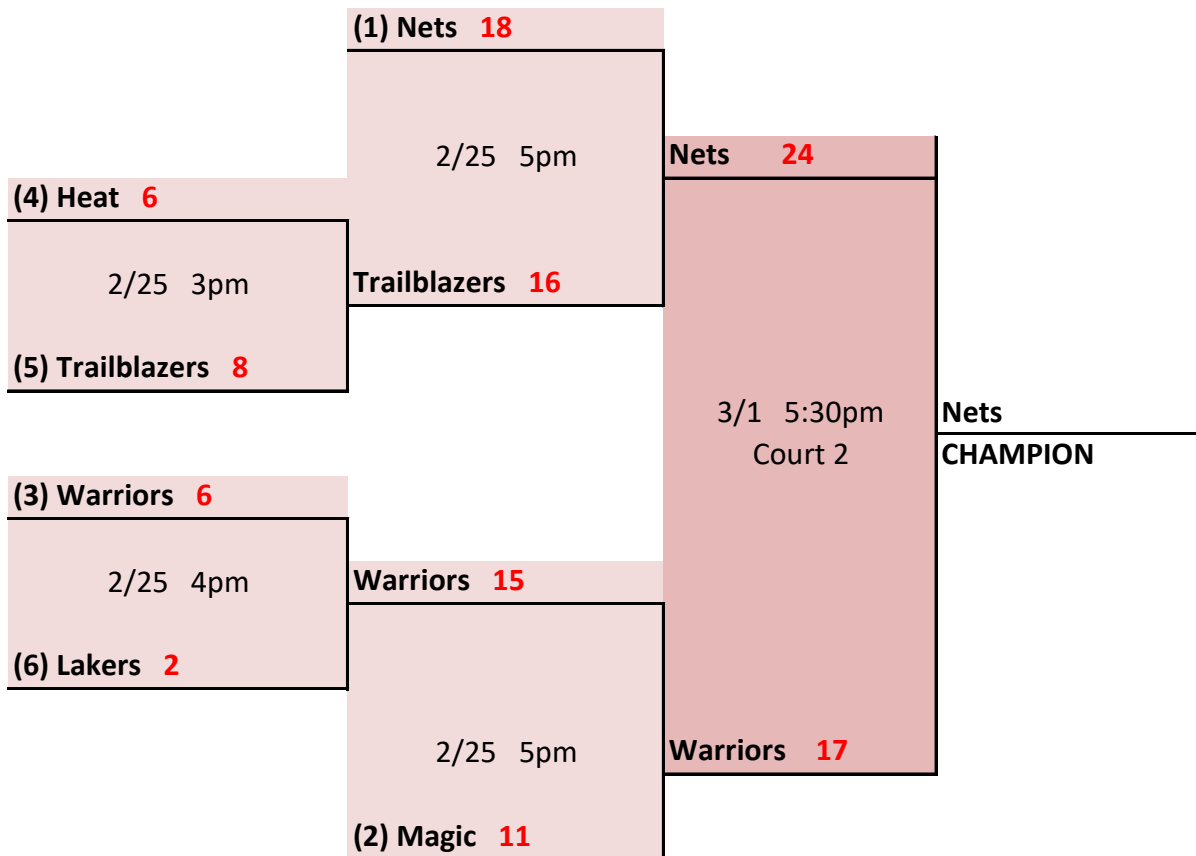 (1) Nets 18
2/25 5pm
Nets 24
(4) Heat 6
2/25 3pm
Trailblazers 16
(5) Trailblazers 8
3/1 5:30pm
Court 2
Nets
CHAMPION
(3) Warriors 6
2/25 4pm
Warriors 15
(6) Lakers 2
2/25 5pm
Warriors 17
(2) Magic 11